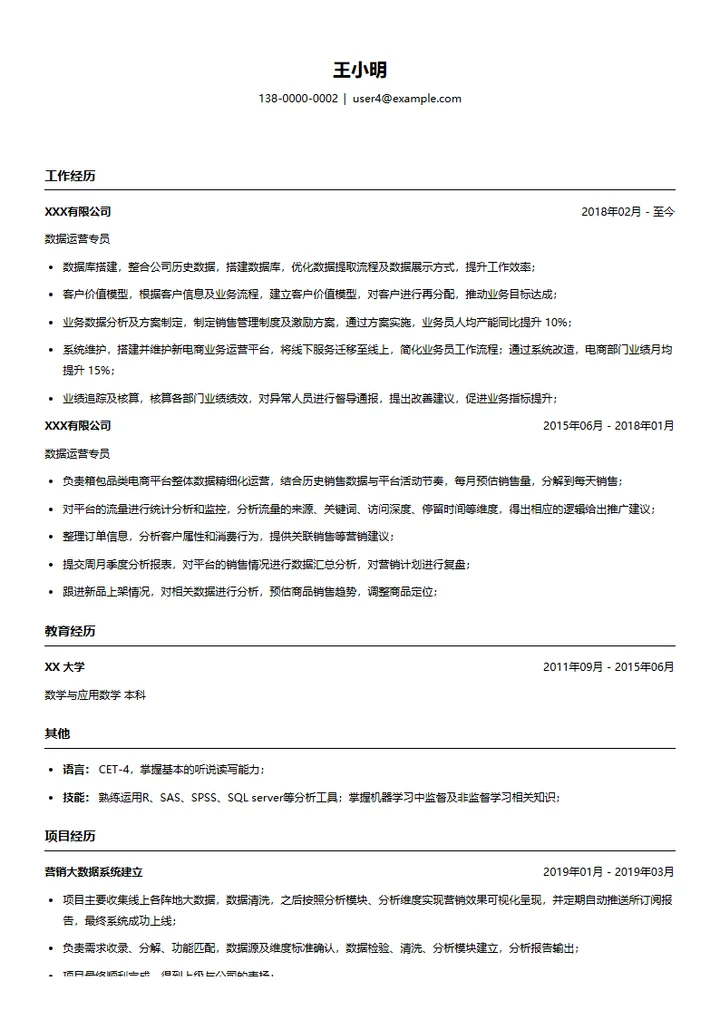 王小明
138-0000-0002 | user4@example.com
工作经历
XXX有限公司 2018年02月 - 至今
数据运营专员
• 数据库搭建，整合公司历史数据，搭建数据库，优化数据提取流程及数据展示方式，提升工作效率；
• 客户价值模型，根据客户信息及业务流程，建立客户价值模型，对客户进行再分配，推动业务目标达成；
• 业务数据分析及方案制定，制定销售管理制度及激励方案，通过方案实施，业务员人均产能同比提升 10%；
• 系统维护，搭建并维护新电商业务运营平台，将线下服务迁移至线上，简化业务员工作流程；通过系统改造，电商部门业绩月均
提升 15%；
• 业绩追踪及核算，核算各部门业绩绩效，对异常人员进行督导通报，提出改善建议，促进业务指标提升；
XXX有限公司 2015年06月 - 2018年01月
数据运营专员
• 负责箱包品类电商平台整体数据精细化运营，结合历史销售数据与平台活动节奏，每月预估销售量，分解到每天销售；
• 对平台的流量进行统计分析和监控，分析流量的来源、关键词、访问深度、停留时间等维度，得出相应的逻辑给出推广建议；
• 整理订单信息，分析客户属性和消费行为，提供关联销售等营销建议；
• 提交周月季度分析报表，对平台的销售情况进行数据汇总分析，对营销计划进行复盘；
• 跟进新品上架情况，对相关数据进行分析，预估商品销售趋势，调整商品定位；
教育经历
XX 大学 2011年09月 - 2015年06月
数学与应用数学 本科
其他
• 语言： CET-4，掌握基本的听说读写能力；
• 技能： 熟练运用R、SAS、SPSS、SQL server等分析工具；掌握机器学习中监督及非监督学习相关知识；
项目经历
营销大数据系统建立 2019年01月 - 2019年03月
• 项目主要收集线上各阵地大数据，数据清洗，之后按照分析模块、分析维度实现营销效果可视化呈现，并定期自动推送所订阅报
告，最终系统成功上线；
• 负责需求收录、分解、功能匹配，数据源及维度标准确认，数据检验、清洗、分析模块建立，分析报告输出；
• 项目最终顺利完成，得到上级与公司的表扬；